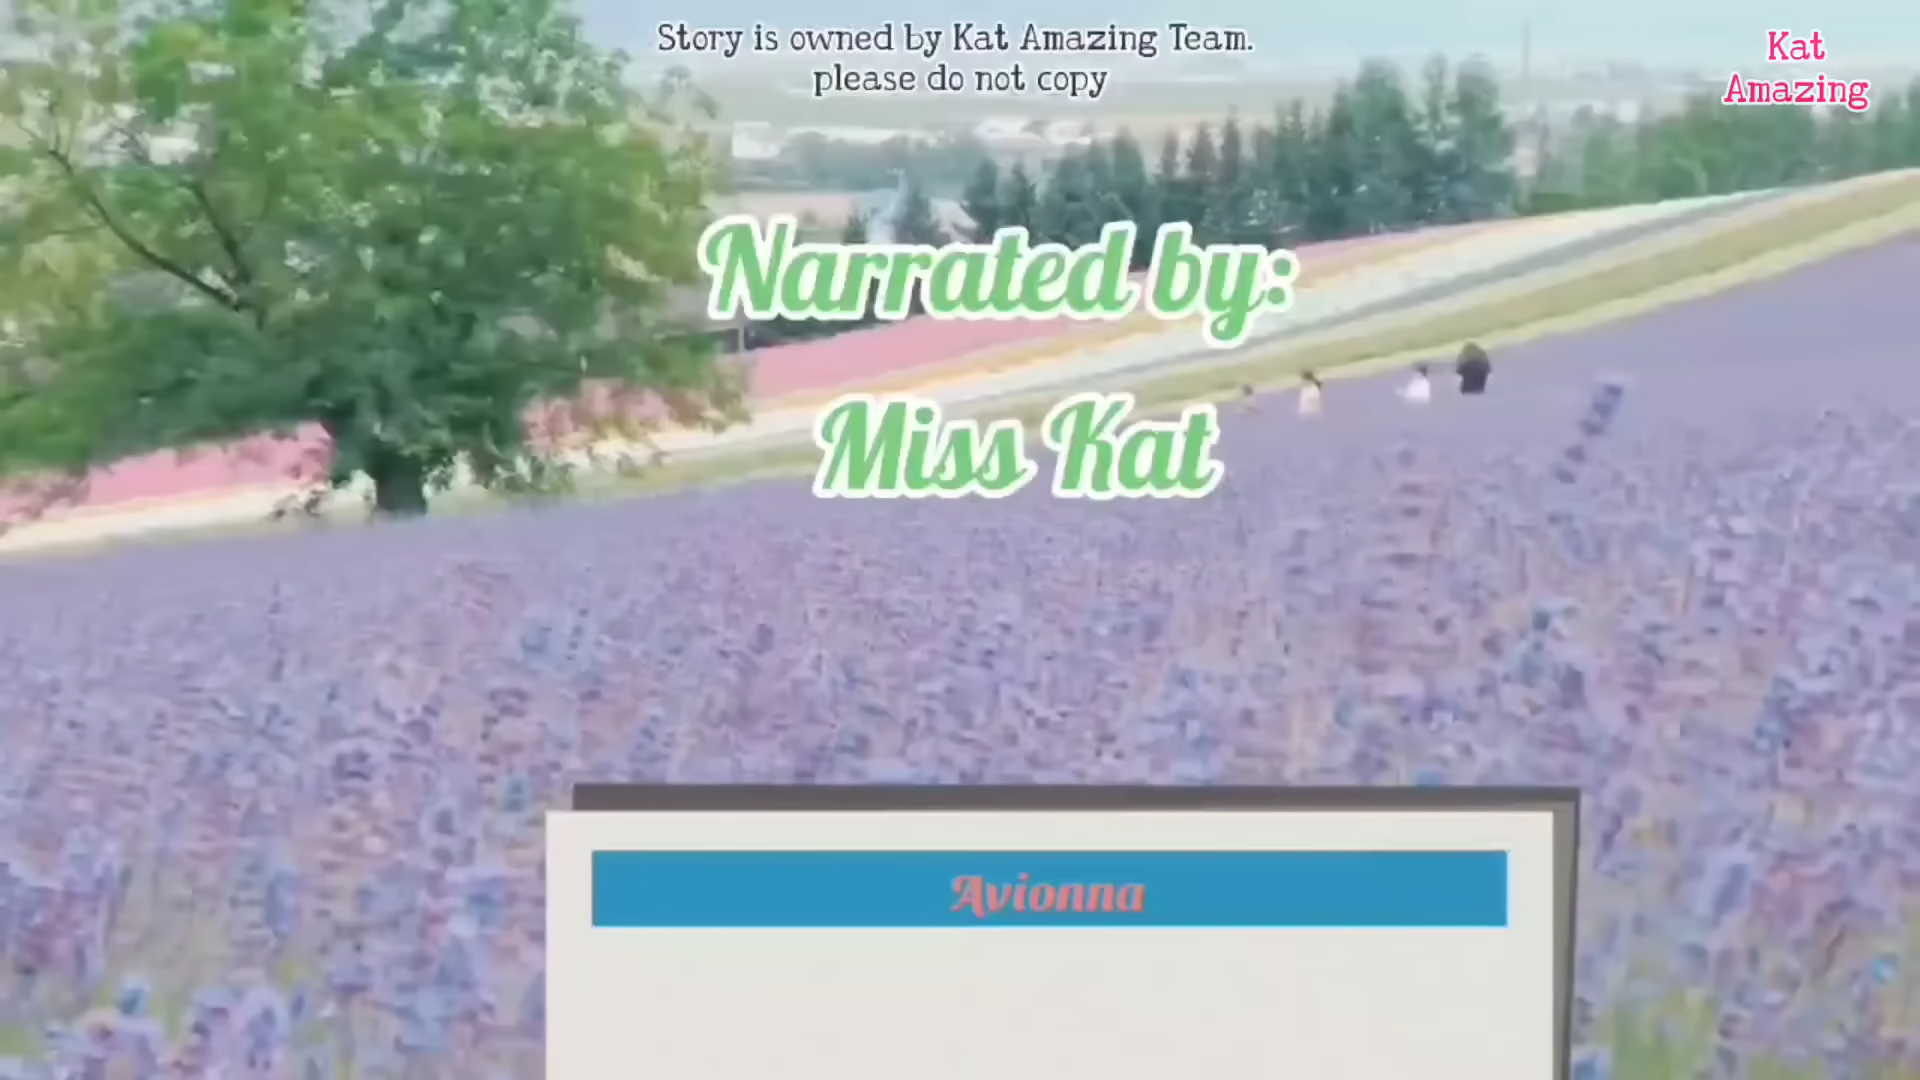 Story is owned by Kat Amazing Team.
please do not copy
Kat
Amazing
Narrated by:
Miss Kat
Avionna